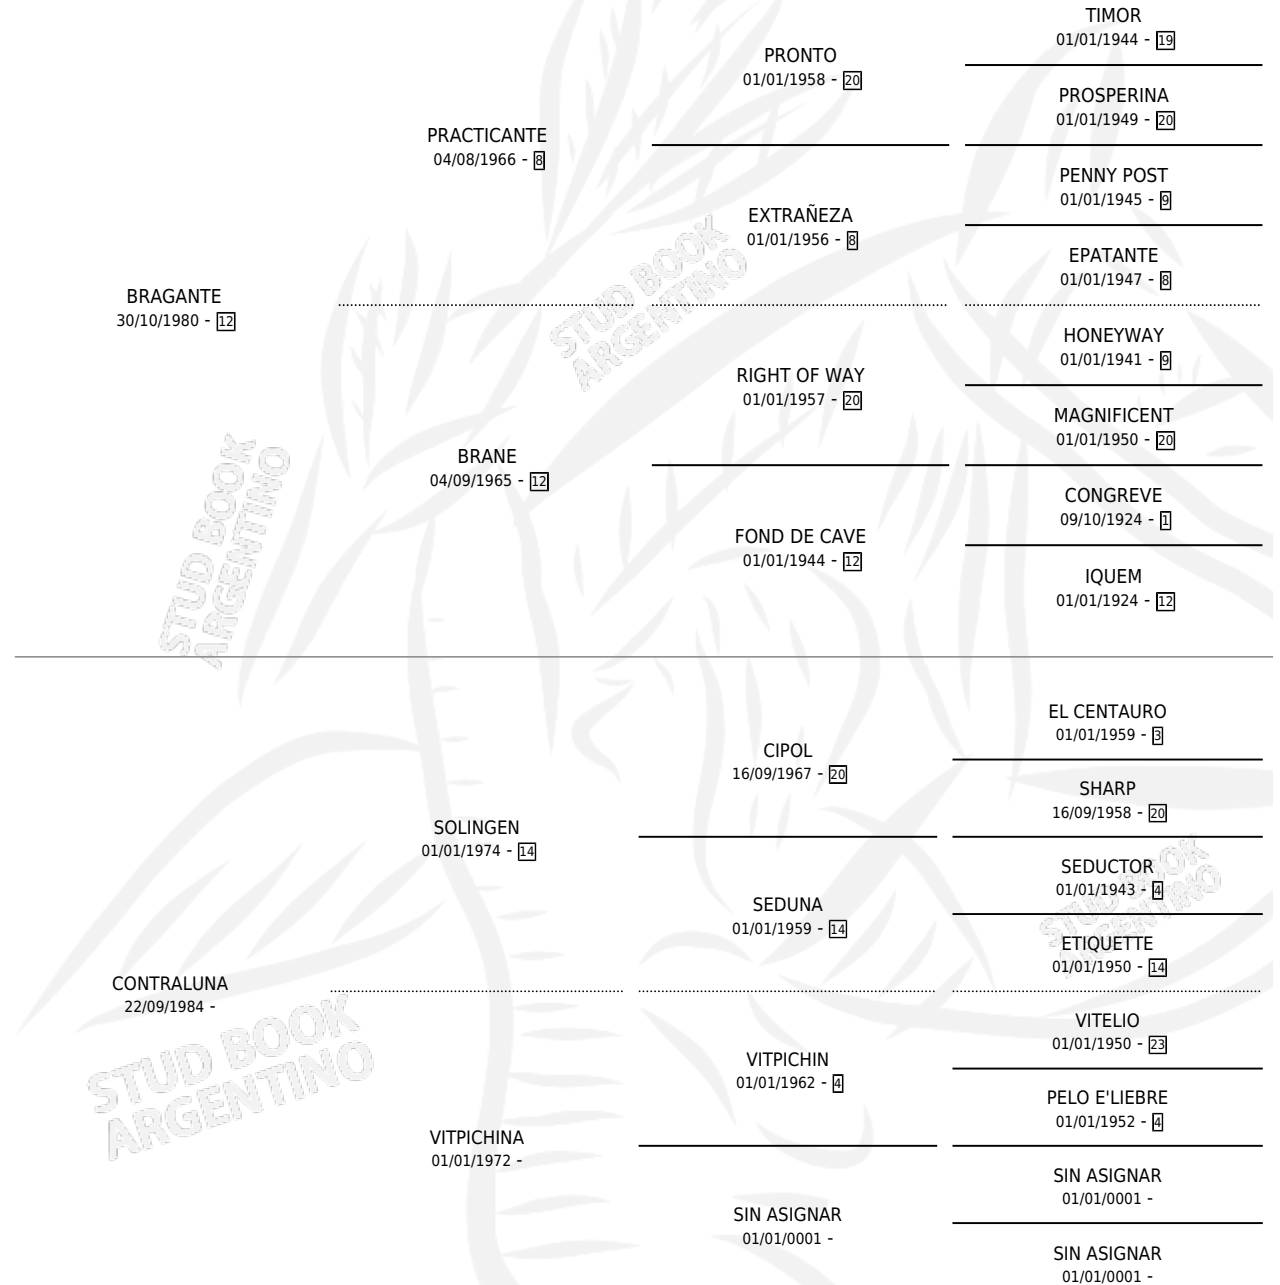 TIMOR
01/01/1944 - 19
PRONTO
01/01/1958 - 20
PROSPERINA
01/01/1949 - 20
PRACTICANTE
04/08/1966 - 8
PENNY POST
01/01/1945 - 9
EXTRAÑEZA
01/01/1956 - 8
EPATANTE
01/01/1947 - 8
BRAGANTE
30/10/1980 - 12
HONEYWAY
01/01/1941 - 9
RIGHT OF WAY
01/01/1957 - 20
MAGNIFICENT
01/01/1950 - 20
BRANE
04/09/1965 - 12
CONGREVE
09/10/1924 - 1
FOND DE CAVE
01/01/1944 - 12
IQUEM
01/01/1924 - 12
STUD BOOK
ARGENTINO
STUD BOOK
ARGENTINO
EL CENTAURO
01/01/1959 - 3
CIPOL
16/09/1967 - 20
SHARP
16/09/1958 - 20
SOLINGEN
01/01/1974 - 14
SEDUCTOR
01/01/1943 - 4
SEDUNA
01/01/1959 - 14
ETIQUETTE
01/01/1950 - 14
CONTRALUNA
22/09/1984 -
VITELIO
01/01/1950 - 23
VITPICHIN
01/01/1962 - 4
PELO E'LIEBRE
01/01/1952 - 4
VITPICHINA
01/01/1972 -
SIN ASIGNAR
01/01/0001 -
SIN ASIGNAR
01/01/0001 -
SIN ASIGNAR
01/01/0001 -
STUD BOOK
ARGENTINO
STUD BOOK
ARGENTINO